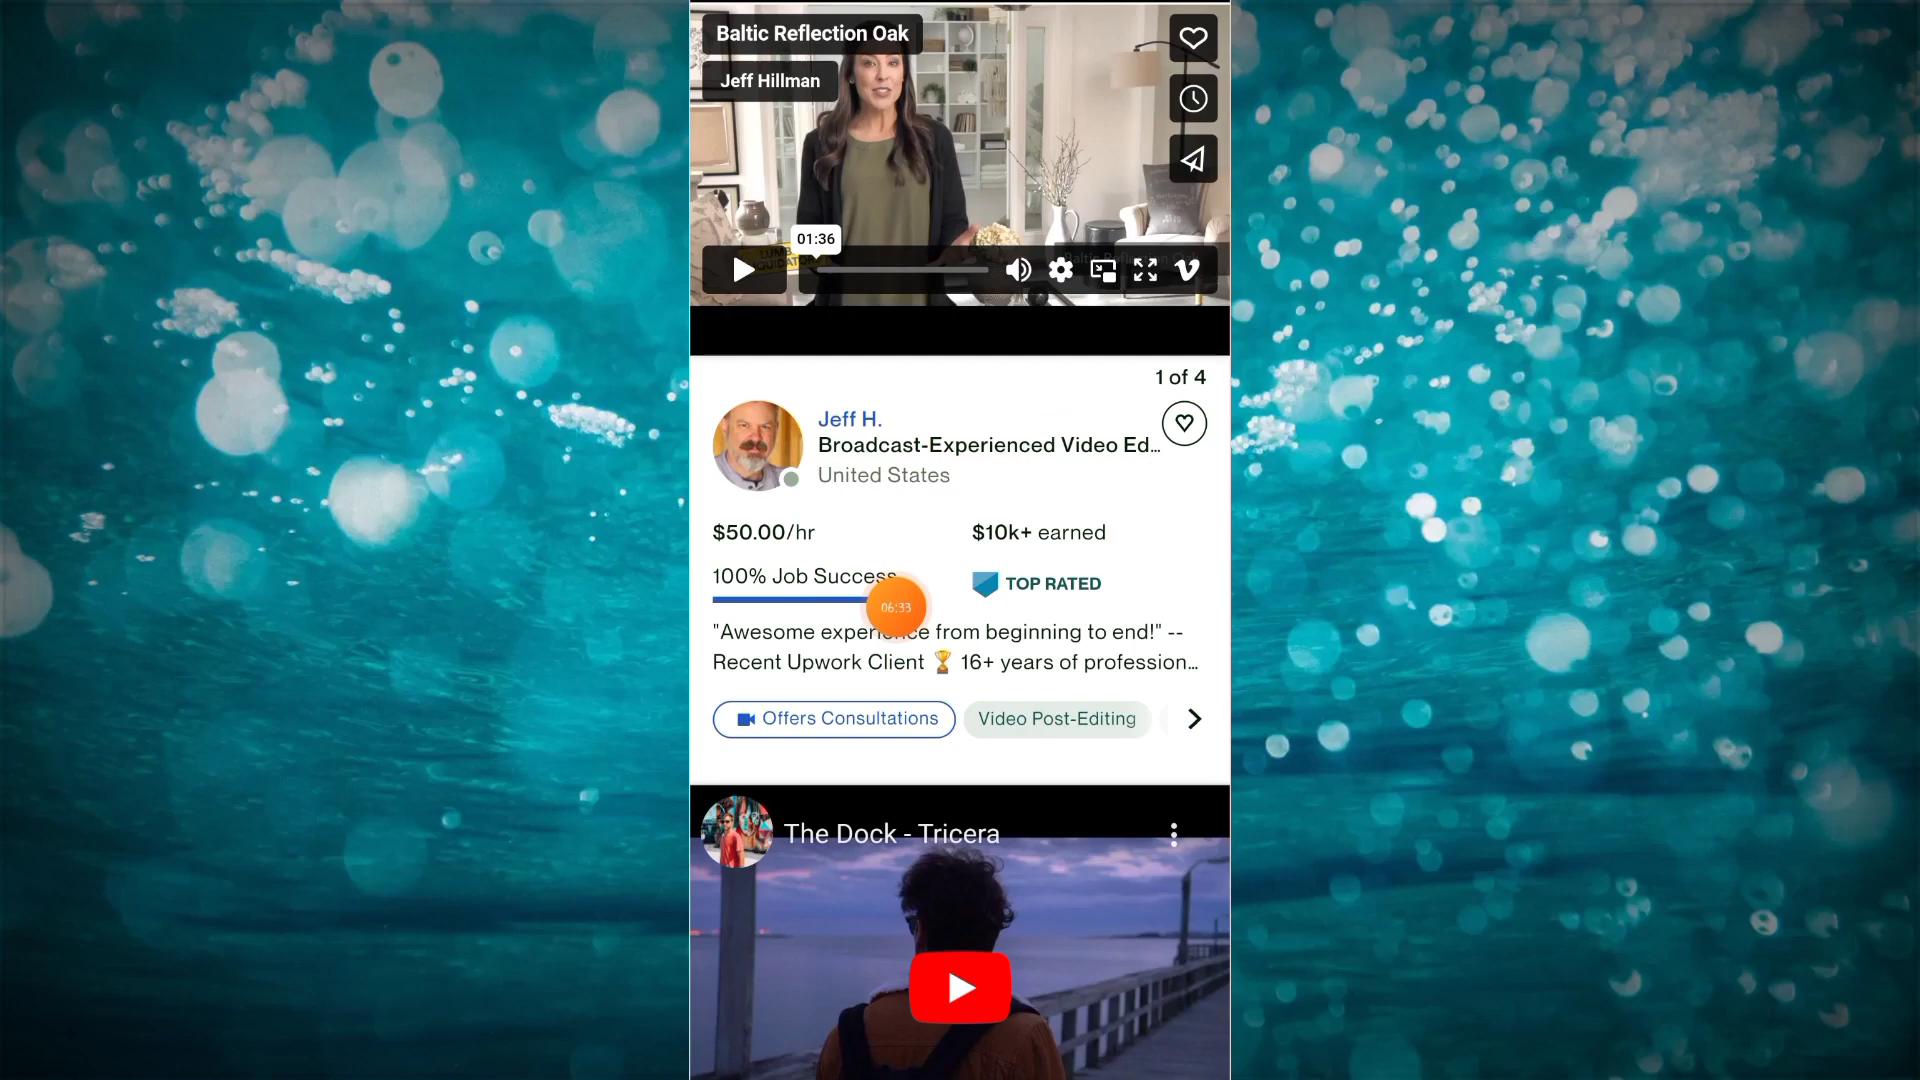 Baltic Reflection Oak
Jeff Hillman
01:36
1 of 4
Jeff H.
Broadcast-Experienced Video Ed...
United States
$50.00/hr
$10k+ earned
100% Job Success
TOP RATED
06:33
"Awesome experience from beginning to end!" --
Recent Upwork Client 🏆 16+ years of profession...
Offers Consultations
Video Post-Editing
The Dock - Tricera